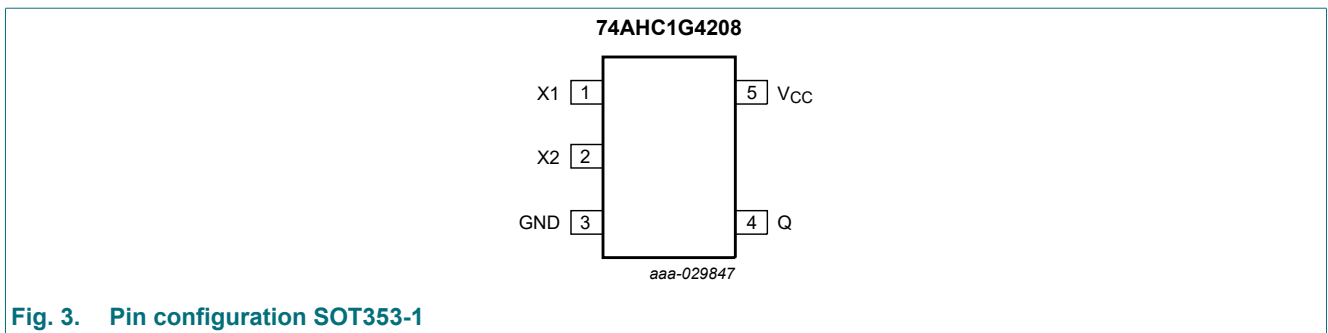 74AHC1G4208
X1 1 5 VCC
X2 2
GND 3 4 Q
aaa-029847
Fig. 3. Pin configuration SOT353-1